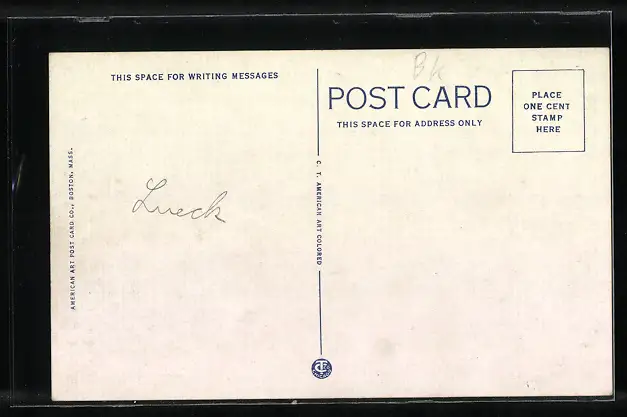 THIS SPACE FOR WRITING MESSAGES
BK
POST CARD
THIS SPACE FOR ADDRESS ONLY
PLACE
ONE CENT
STAMP
HERE
AMERICAN ART POST CARD CO., BOSTON, MASS.
Lueck
C. T. AMERICAN ART COLORED